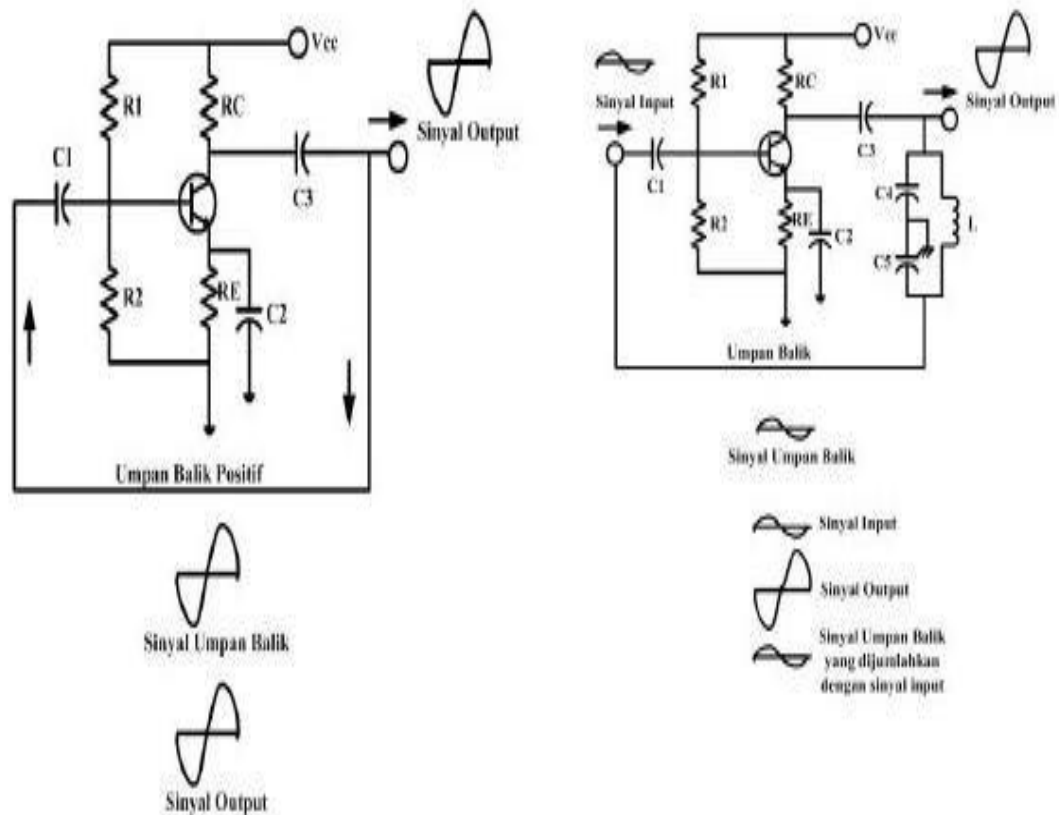 Vcc
R1
RC
Sinyal Output
C1
C3
R2
RE
C2
Umpan Balik Positif
Sinyal Umpan Balik
Sinyal Output
Vcc
Sinyal Input
R1
RC
Sinyal Output
C1
C3
C4
L
R2
RE
C2
C5
Umpan Balik
Sinyal Umpan Balik
Sinyal Input
Sinyal Output
Sinyal Umpan Balik
yang dijumlahkan
dengan sinyal input